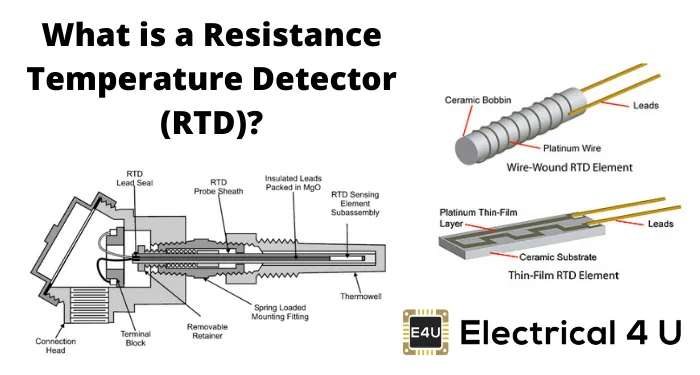 What is a Resistance
Temperature Detector
(RTD)?
RTD
Lead Seal
RTD
Probe Sheath
Insulated Leads
Packed in MgO
RTD Sensing
Element
Subassembly
Thermowell
Spring Loaded
Mounting Fitting
Removable
Retainer
Terminal
Block
Connection
Head
Ceramic Bobbin
Leads
Platinum Wire
Wire-Wound RTD Element
Platinum Thin-Film
Layer
Leads
Ceramic Substrate
Thin-Film RTD Element
E4U
Electrical 4 U